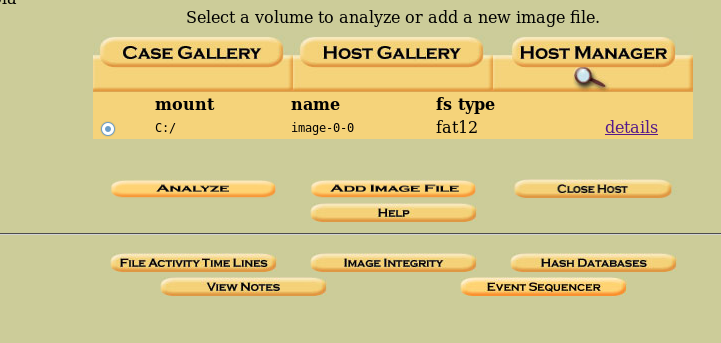 Select a volume to analyze or add a new image file.
CASE GALLERY HOST GALLERY HOST MANAGER
mount name fs type
C:/ image-0-0 fat12 details
ANALYZE ADD IMAGE FILE CLOSE HOST
HELP
FILE ACTIVITY TIME LINES IMAGE INTEGRITY HASH DATABASES
VIEW NOTES EVENT SEQUENCER